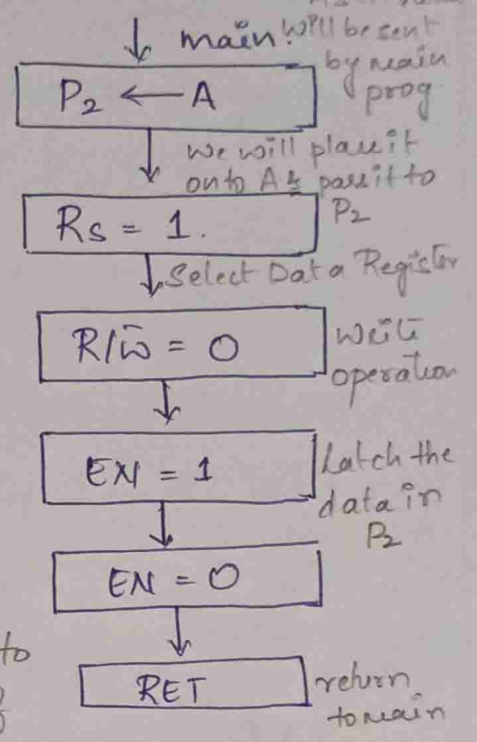 main. Will be sent
by main
prog
P₂ ← A
We will place it
onto A & pass it to
P₂
Rs = 1.
Select Data Register
R/w̄ = 0
Write
operation
EN = 1
Latch the
data in
P₂
EN = 0
to
RET
return
to main